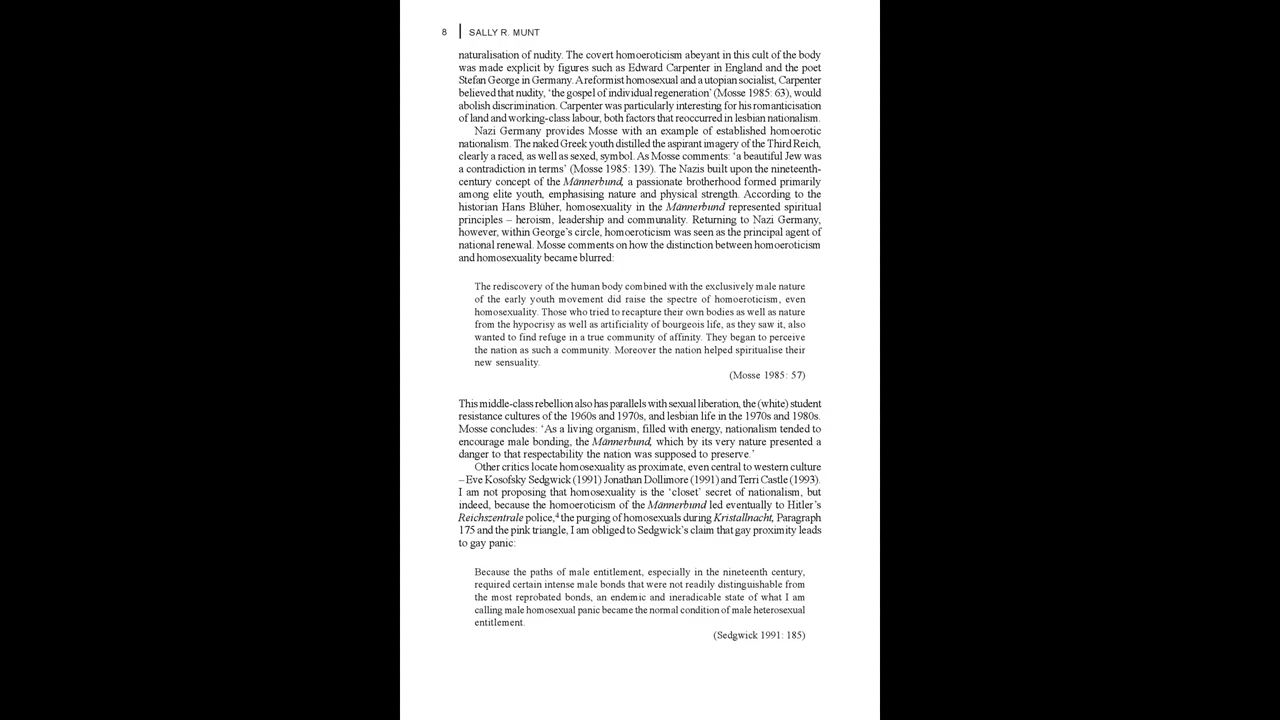 8 SALLY R. MUNT
naturalisation of nudity. The covert homoeroticism abeyant in this cult of the body
was made explicit by figures such as Edward Carpenter in England and the poet
Stefan George in Germany. A reformist homosexual and a utopian socialist, Carpenter
believed that nudity, ‘the gospel of individual regeneration’ (Mosse 1985: 63), would
abolish discrimination. Carpenter was particularly interesting for his romanticisation
of land and working-class labour, both factors that reoccurred in lesbian nationalism.
Nazi Germany provides Mosse with an example of established homoerotic
nationalism. The naked Greek youth distilled the aspirant imagery of the Third Reich,
clearly a raced, as well as sexed, symbol. As Mosse comments: ‘a beautiful Jew was
a contradiction in terms’ (Mosse 1985: 139). The Nazis built upon the nineteenth-
century concept of the Männerbund, a passionate brotherhood formed primarily
among elite youth, emphasising nature and physical strength. According to the
historian Hans Blüher, homosexuality in the Männerbund represented spiritual
principles – heroism, leadership and communality. Returning to Nazi Germany,
however, within George’s circle, homoeroticism was seen as the principal agent of
national renewal. Mosse comments on how the distinction between homoeroticism
and homosexuality became blurred:
The rediscovery of the human body combined with the exclusively male nature
of the early youth movement did raise the spectre of homoeroticism, even
homosexuality. Those who tried to recapture their own bodies as well as nature
from the hypocrisy as well as artificiality of bourgeois life, as they saw it, also
wanted to find refuge in a true community of affinity. They began to perceive
the nation as such a community. Moreover the nation helped spiritualise their
new sensuality.
(Mosse 1985: 57)
This middle-class rebellion also has parallels with sexual liberation, the (white) student
resistance cultures of the 1960s and 1970s, and lesbian life in the 1970s and 1980s.
Mosse concludes: ‘As a living organism, filled with energy, nationalism tended to
encourage male bonding, the Männerbund, which by its very nature presented a
danger to that respectability the nation was supposed to preserve.’
Other critics locate homosexuality as proximate, even central to western culture
– Eve Kosofsky Sedgwick (1991) Jonathan Dollimore (1991) and Terri Castle (1993).
I am not proposing that homosexuality is the ‘closet’ secret of nationalism, but
indeed, because the homoeroticism of the Männerbund led eventually to Hitler’s
Reichszentrale police,⁴ the purging of homosexuals during Kristallnacht, Paragraph
175 and the pink triangle, I am obliged to Sedgwick’s claim that gay proximity leads
to gay panic:
Because the paths of male entitlement, especially in the nineteenth century,
required certain intense male bonds that were not readily distinguishable from
the most reprobated bonds, an endemic and ineradicable state of what I am
calling male homosexual panic became the normal condition of male heterosexual
entitlement.
(Sedgwick 1991: 185)